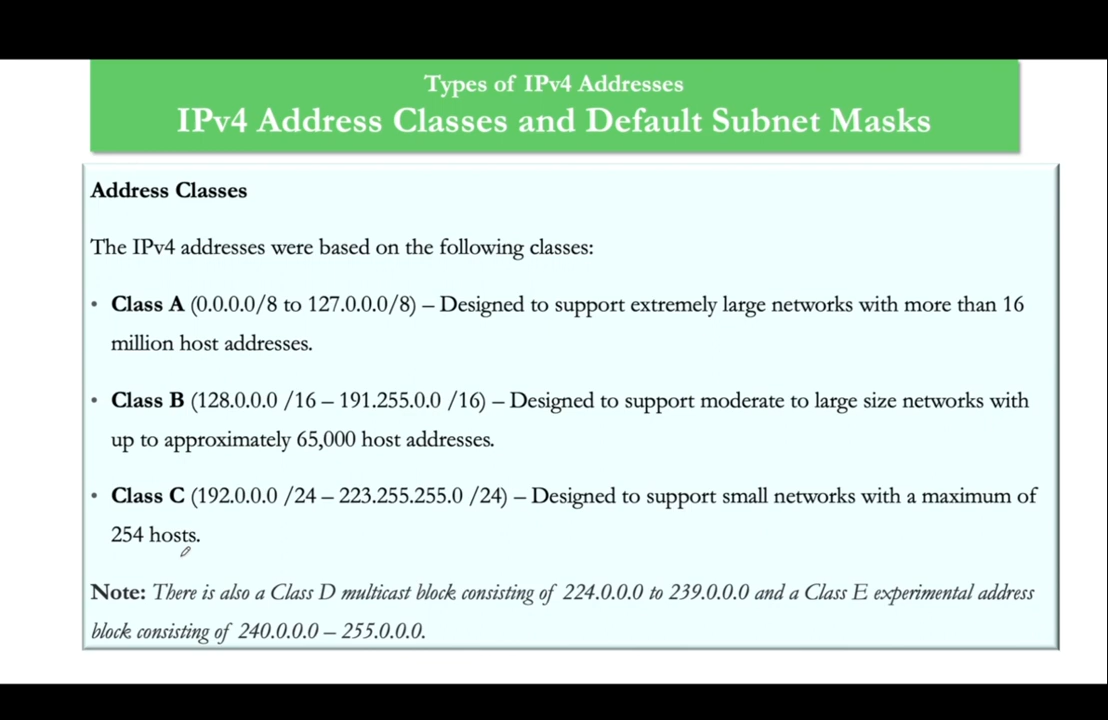 Types of IPv4 Addresses
IPv4 Address Classes and Default Subnet Masks
Address Classes
The IPv4 addresses were based on the following classes:
• Class A (0.0.0.0/8 to 127.0.0.0/8) – Designed to support extremely large networks with more than 16
million host addresses.
• Class B (128.0.0.0 /16 – 191.255.0.0 /16) – Designed to support moderate to large size networks with
up to approximately 65,000 host addresses.
• Class C (192.0.0.0 /24 – 223.255.255.0 /24) – Designed to support small networks with a maximum of
254 hosts.
Note: There is also a Class D multicast block consisting of 224.0.0.0 to 239.0.0.0 and a Class E experimental address
block consisting of 240.0.0.0 – 255.0.0.0.